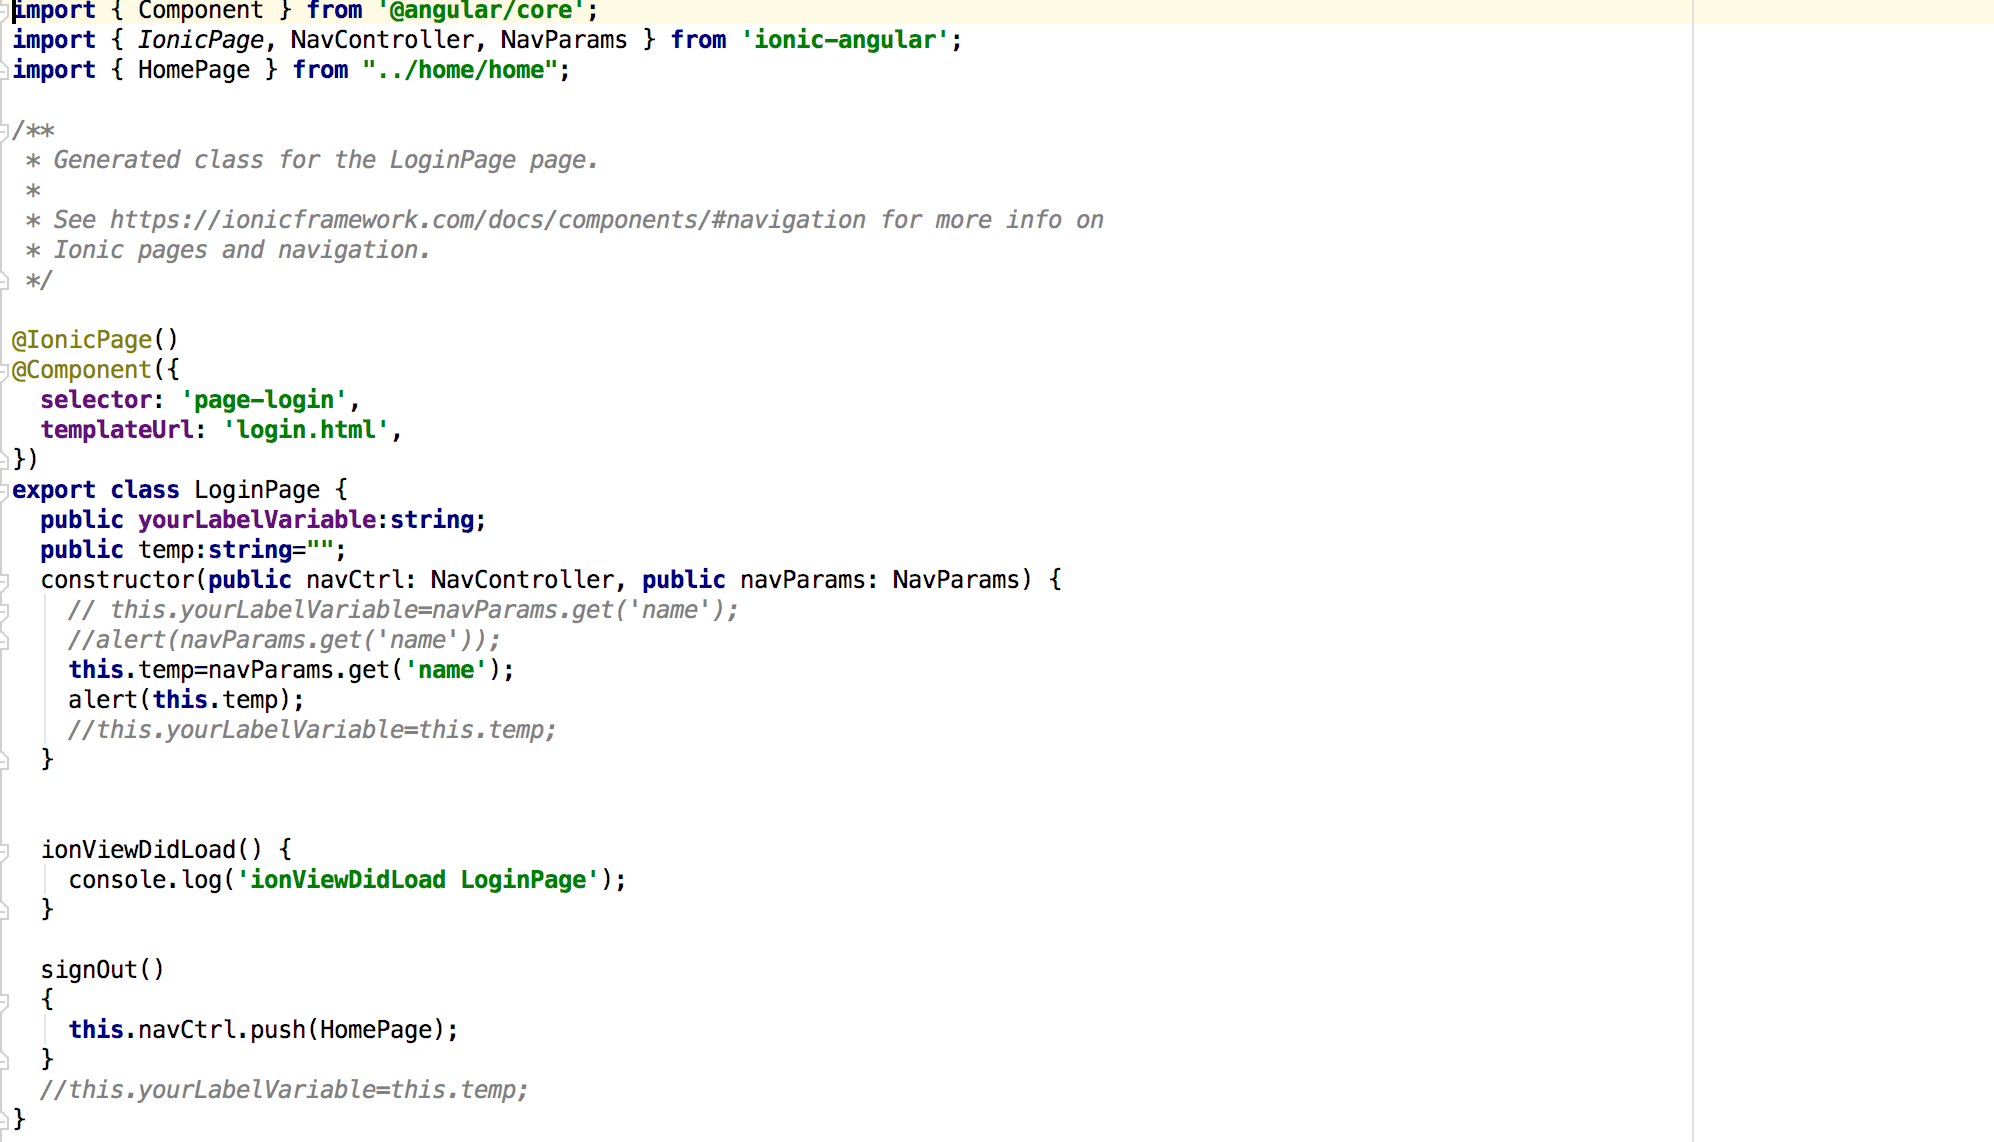 import { Component } from '@angular/core';
import { IonicPage, NavController, NavParams } from 'ionic-angular';
import { HomePage } from "../home/home";
/**
* Generated class for the LoginPage page.
*
* See https://ionicframework.com/docs/components/#navigation for more info on
* Ionic pages and navigation.
*/
@IonicPage()
@Component({
selector: 'page-login',
templateUrl: 'login.html',
})
export class LoginPage {
public yourLabelVariable:string;
public temp:string="";
constructor(public navCtrl: NavController, public navParams: NavParams) {
// this.yourLabelVariable=navParams.get('name');
//alert(navParams.get('name'));
this.temp=navParams.get('name');
alert(this.temp);
//this.yourLabelVariable=this.temp;
}
ionViewDidLoad() {
console.log('ionViewDidLoad LoginPage');
}
signOut()
{
this.navCtrl.push(HomePage);
}
//this.yourLabelVariable=this.temp;
}